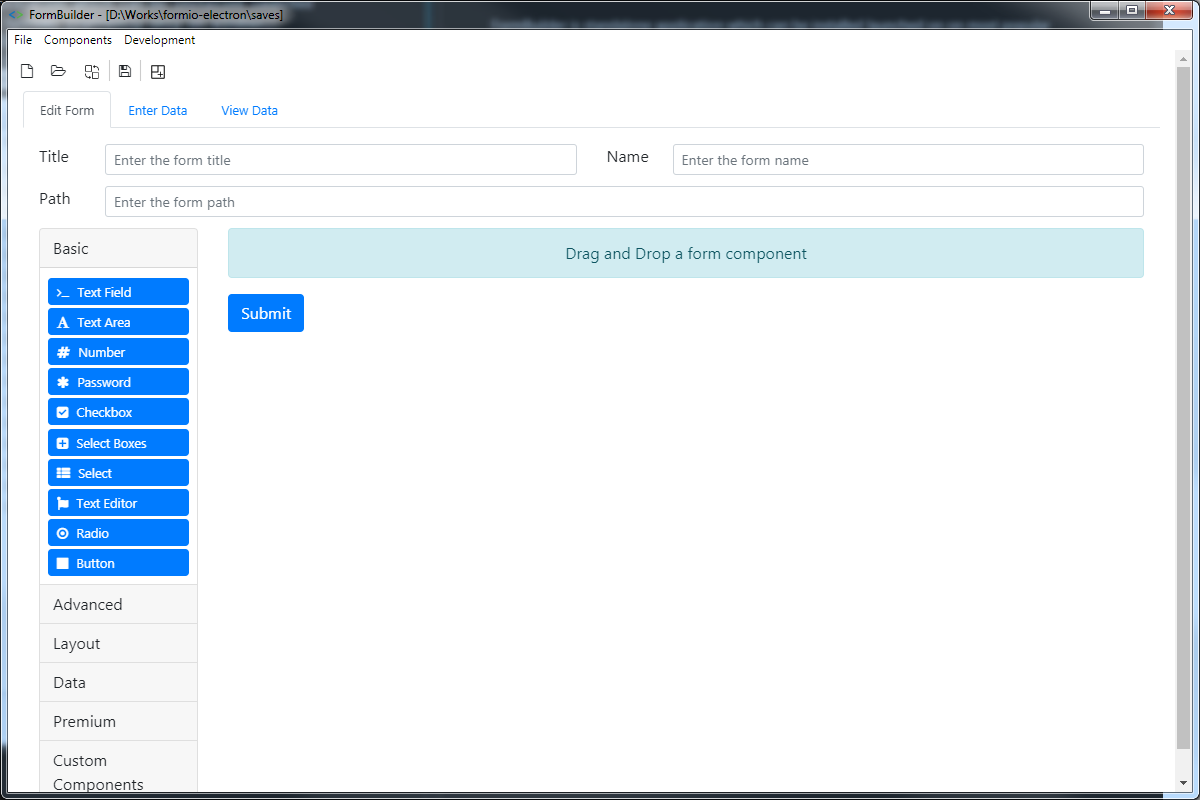 FormBuilder - [D:\Works\formio-electron\saves]
File Components Development
Edit Form Enter Data View Data
Title Enter the form title Name Enter the form name
Path Enter the form path
Basic
Drag and Drop a form component
Text Field
Submit
Text Area
Number
Password
Checkbox
Select Boxes
Select
Text Editor
Radio
Button
Advanced
Layout
Data
Premium
Custom
Components